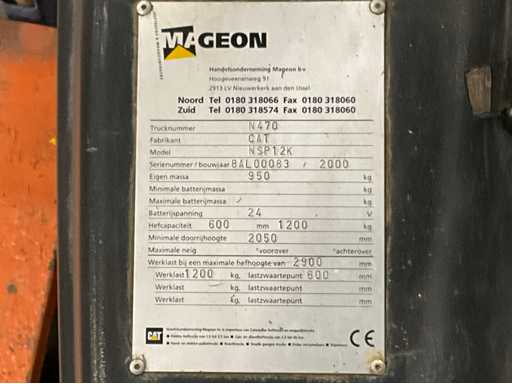 MAGEON
Handelsonderneming Mageon b.v.
Hoogeveenenweg 91
2913 LV Nieuwerkerk aan den IJssel
Noord Tel 0180 318066 Fax 0180 318060
Zuid Tel 0180 318574 Fax 0180 318060
Trucknummer N470
Fabrikant CAT
Model NSP12K
Serienummer / bouwjaar 8AL00083 / 2000
Eigen massa 950 kg
Minimale batterijmassa kg
Maximale batterijmassa kg
Batterijspanning 24 V
Hefcapaciteit 600 mm 1200 kg
Minimale doorrijhoogte 2050 mm
Maximale neig °voorover °achterover
Werklast bij een maximale hefhoogte van 2900 mm
Werklast 1200 kg, lastzwaartepunt 600 mm
Werklast kg, lastzwaartepunt mm
Werklast kg, lastzwaartepunt mm
CAT
CE